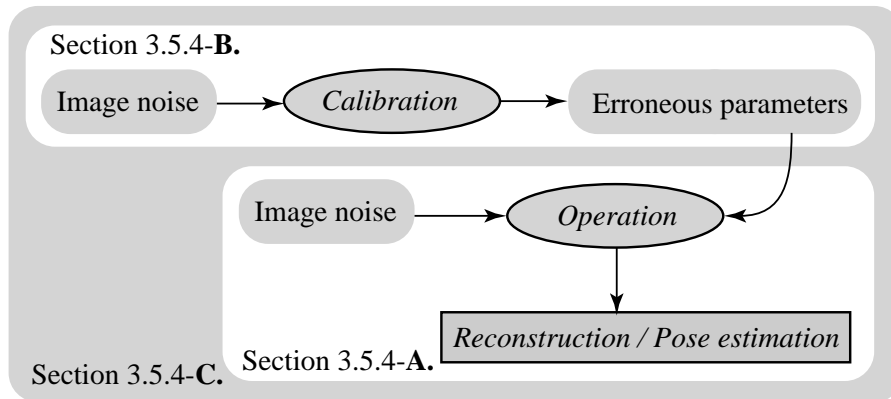 Section 3.5.4-B.
Image noise
Calibration
Erroneous parameters
Image noise
Operation
Reconstruction / Pose estimation
Section 3.5.4-A.
Section 3.5.4-C.